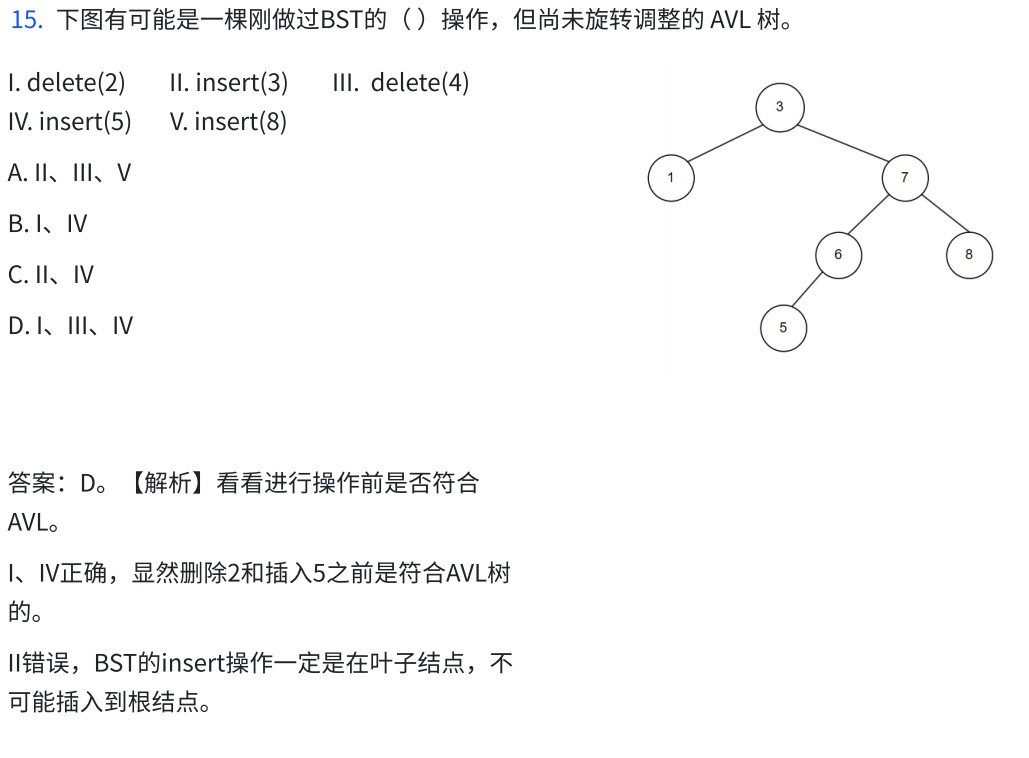 15. 下图有可能是一棵刚做过BST的（ ）操作，但尚未旋转调整的 AVL 树。
I. delete(2) II. insert(3) III. delete(4)
IV. insert(5) V. insert(8)
A. II、III、V
B. I、IV
C. II、IV
D. I、III、IV
3
1
7
6
8
5
答案：D。【解析】看看进行操作前是否符合
AVL。
I、IV正确，显然删除2和插入5之前是符合AVL树
的。
II错误，BST的insert操作一定是在叶子结点，不
可能插入到根结点。